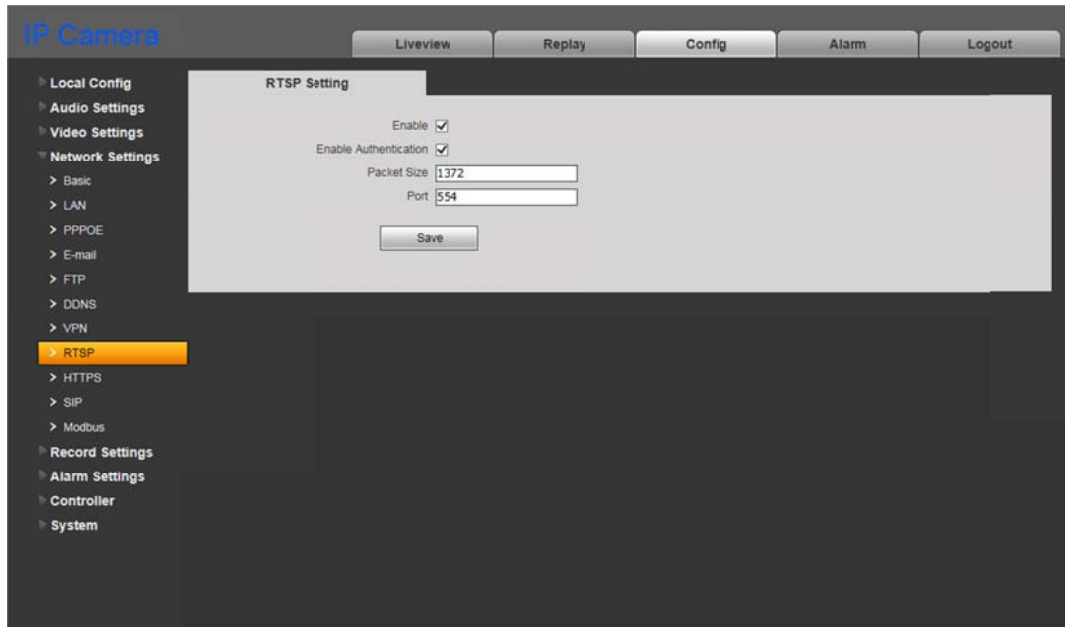 IP Camera
Liveview Replay Config Alarm Logout
Local Config
Audio Settings
Video Settings
Network Settings
> Basic
> LAN
> PPPOE
> E-mail
> FTP
> DDNS
> VPN
> RTSP
> HTTPS
> SIP
> Modbus
Record Settings
Alarm Settings
Controller
System
RTSP Setting
Enable
Enable Authentication
Packet Size 1372
Port 554
Save